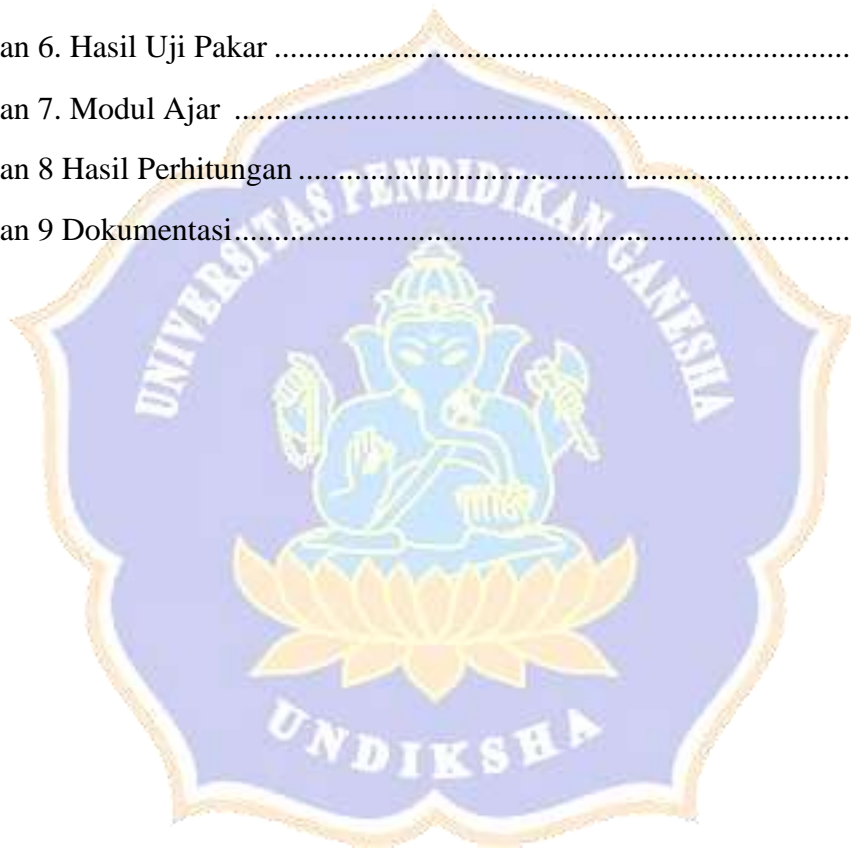 an 6. Hasil Uji Pakar ........................................................................
an 7. Modul Ajar ............................................................................
an 8 Hasil Perhitungan ....................................................................
an 9 Dokumentasi............................................................................
UNIVERSITAS PENDIDIKAN GANESHA
UNDIKSHA